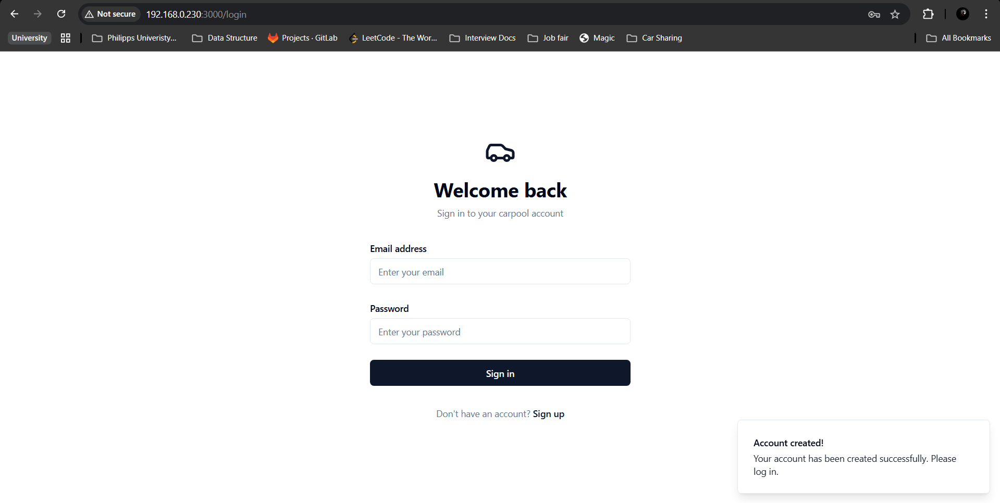 Not secure 192.168.0.230:3000/login
University Philipps Univeristy... Data Structure Projects · GitLab LeetCode - The Wor... Interview Docs Job fair Magic Car Sharing All Bookmarks
Welcome back
Sign in to your carpool account
Email address
Enter your email
Password
Enter your password
Sign in
Don't have an account? Sign up
Account created!
Your account has been created successfully. Please
log in.